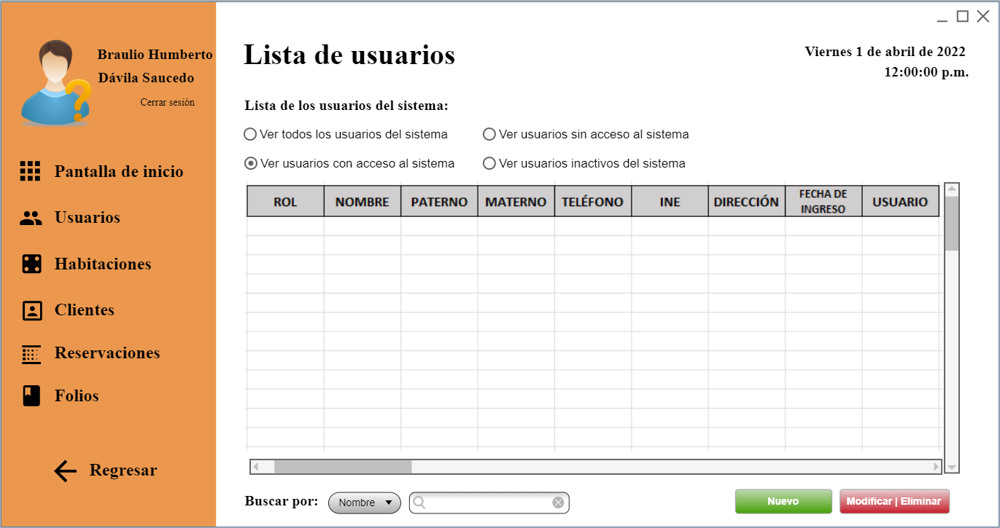 Braulio Humberto
Dávila Saucedo
Cerrar sesión
Pantalla de inicio
Usuarios
Habitaciones
Clientes
Reservaciones
Folios
Regresar
Lista de usuarios
Viernes 1 de abril de 2022
12:00:00 p.m.
Lista de los usuarios del sistema:
Ver todos los usuarios del sistema
Ver usuarios sin acceso al sistema
Ver usuarios con acceso al sistema
Ver usuarios inactivos del sistema
ROL NOMBRE PATERNO MATERNO TELÉFONO INE DIRECCIÓN FECHA DE INGRESO USUARIO
Buscar por: Nombre
Nuevo
Modificar | Eliminar